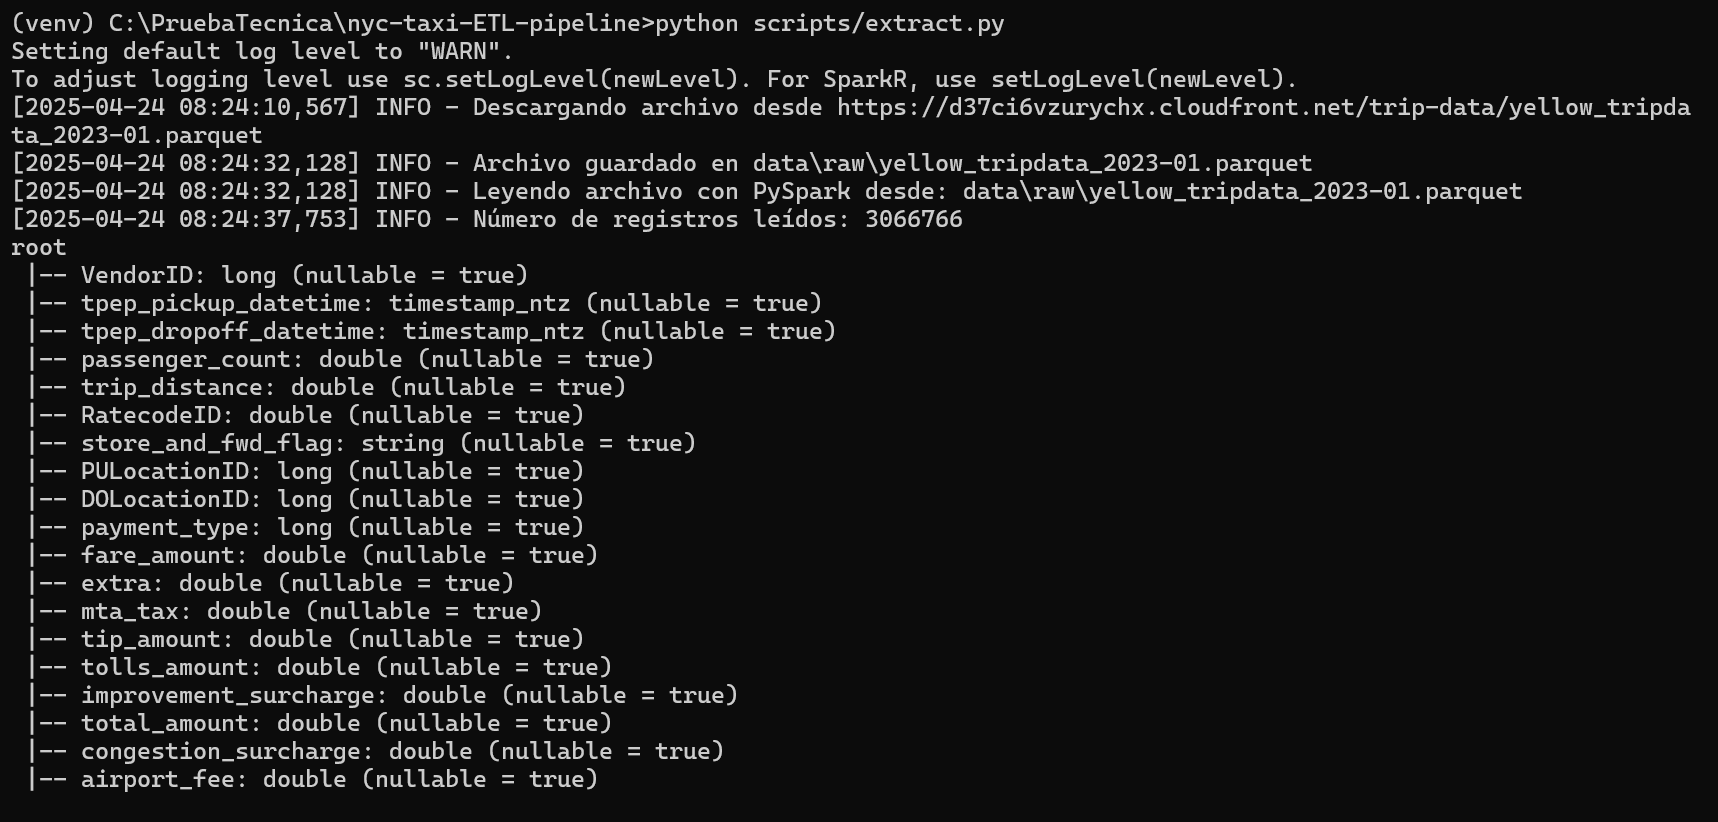 (venv) C:\PruebaTecnica\nyc-taxi-ETL-pipeline>python scripts/extract.py
Setting default log level to "WARN".
To adjust logging level use sc.setLogLevel(newLevel). For SparkR, use setLogLevel(newLevel).
[2025-04-24 08:24:10,567] INFO - Descargando archivo desde https://d37ci6vzurychx.cloudfront.net/trip-data/yellow_tripda
ta_2023-01.parquet
[2025-04-24 08:24:32,128] INFO - Archivo guardado en data\raw\yellow_tripdata_2023-01.parquet
[2025-04-24 08:24:32,128] INFO - Leyendo archivo con PySpark desde: data\raw\yellow_tripdata_2023-01.parquet
[2025-04-24 08:24:37,753] INFO - Número de registros leídos: 3066766
root
 |-- VendorID: long (nullable = true)
 |-- tpep_pickup_datetime: timestamp_ntz (nullable = true)
 |-- tpep_dropoff_datetime: timestamp_ntz (nullable = true)
 |-- passenger_count: double (nullable = true)
 |-- trip_distance: double (nullable = true)
 |-- RatecodeID: double (nullable = true)
 |-- store_and_fwd_flag: string (nullable = true)
 |-- PULocationID: long (nullable = true)
 |-- DOLocationID: long (nullable = true)
 |-- payment_type: long (nullable = true)
 |-- fare_amount: double (nullable = true)
 |-- extra: double (nullable = true)
 |-- mta_tax: double (nullable = true)
 |-- tip_amount: double (nullable = true)
 |-- tolls_amount: double (nullable = true)
 |-- improvement_surcharge: double (nullable = true)
 |-- total_amount: double (nullable = true)
 |-- congestion_surcharge: double (nullable = true)
 |-- airport_fee: double (nullable = true)